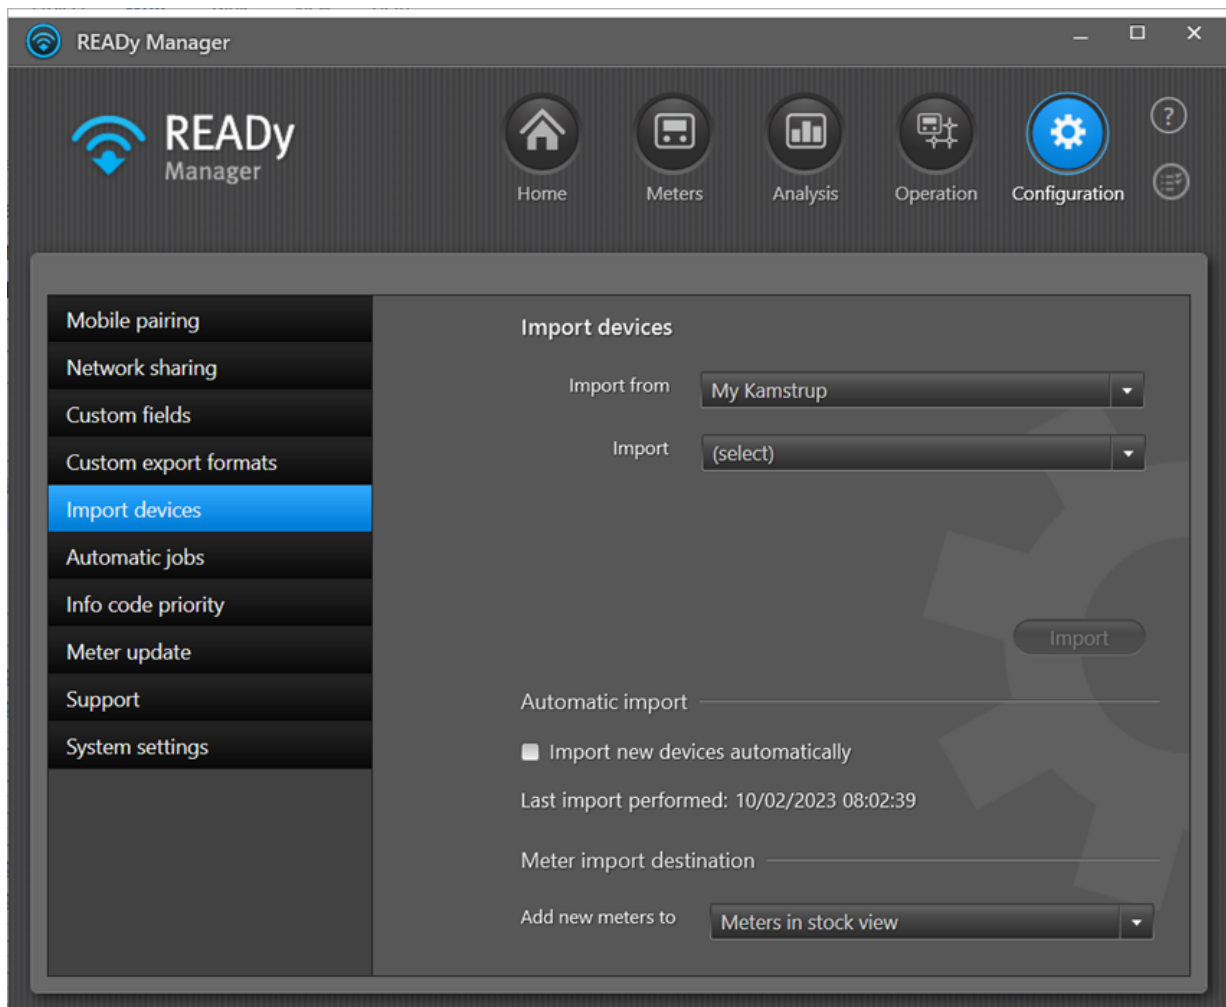 READy Manager
READy
Manager
?
Home
Meters
Analysis
Operation
Configuration
Mobile pairing
Network sharing
Custom fields
Custom export formats
Import devices
Automatic jobs
Info code priority
Meter update
Support
System settings
Import devices
Import from
My Kamstrup
Import
(select)
Import
Automatic import
Import new devices automatically
Last import performed: 10/02/2023 08:02:39
Meter import destination
Add new meters to
Meters in stock view